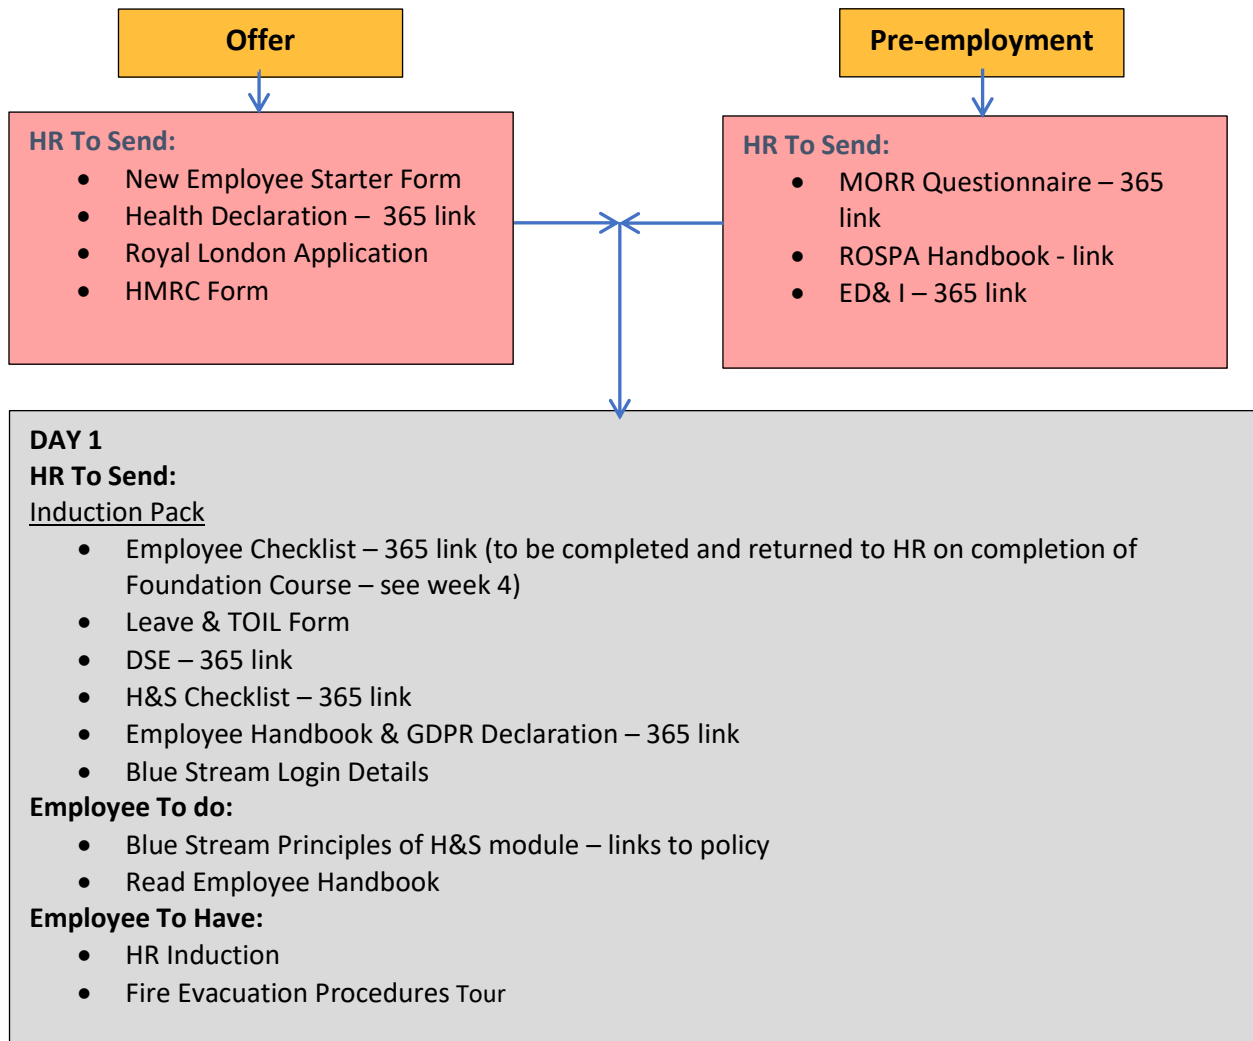 Offer
HR To Send:
• New Employee Starter Form
• Health Declaration – 365 link
• Royal London Application
• HMRC Form
Pre-employment
HR To Send:
• MORR Questionnaire – 365
link
• ROSPA Handbook - link
• ED& I – 365 link
DAY 1
HR To Send:
Induction Pack
• Employee Checklist – 365 link (to be completed and returned to HR on completion of
Foundation Course – see week 4)
• Leave & TOIL Form
• DSE – 365 link
• H&S Checklist – 365 link
• Employee Handbook & GDPR Declaration – 365 link
• Blue Stream Login Details
Employee To do:
• Blue Stream Principles of H&S module – links to policy
• Read Employee Handbook
Employee To Have:
• HR Induction
• Fire Evacuation Procedures Tour